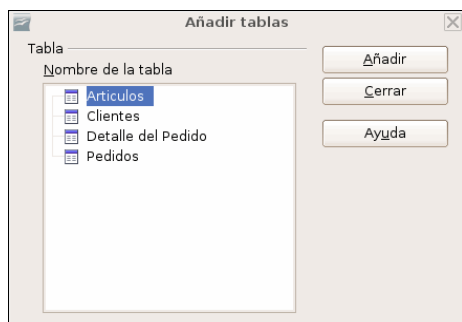 Añadir tablas
Tabla
Nombre de la tabla
Articulos
Clientes
Detalle del Pedido
Pedidos
Añadir
Cerrar
Ayuda